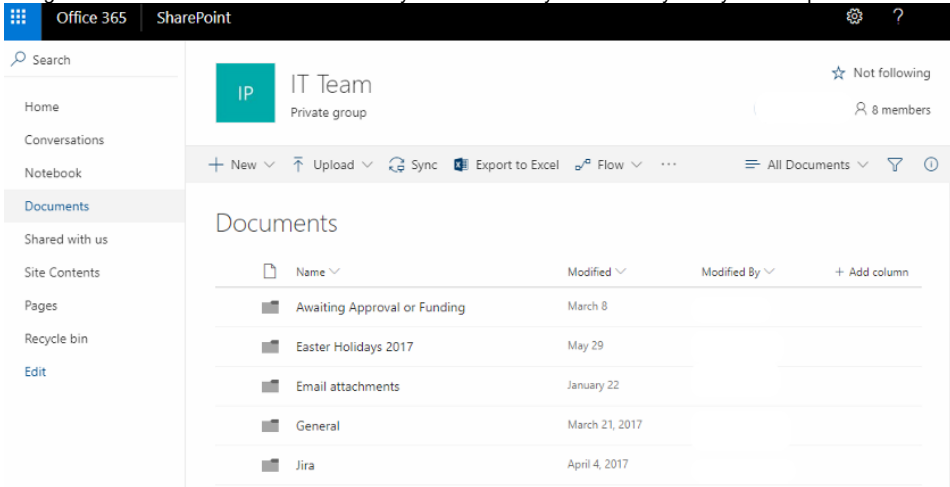 Office 365 SharePoint ?
Search
IP IT Team
Private group
Not following
8 members
Home
Conversations
Notebook
Documents
Shared with us
Site Contents
Pages
Recycle bin
Edit
+ New Upload Sync Export to Excel Flow ... All Documents
Documents
Name Modified Modified By + Add column
Awaiting Approval or Funding March 8
Easter Holidays 2017 May 29
Email attachments January 22
General March 21, 2017
Jira April 4, 2017